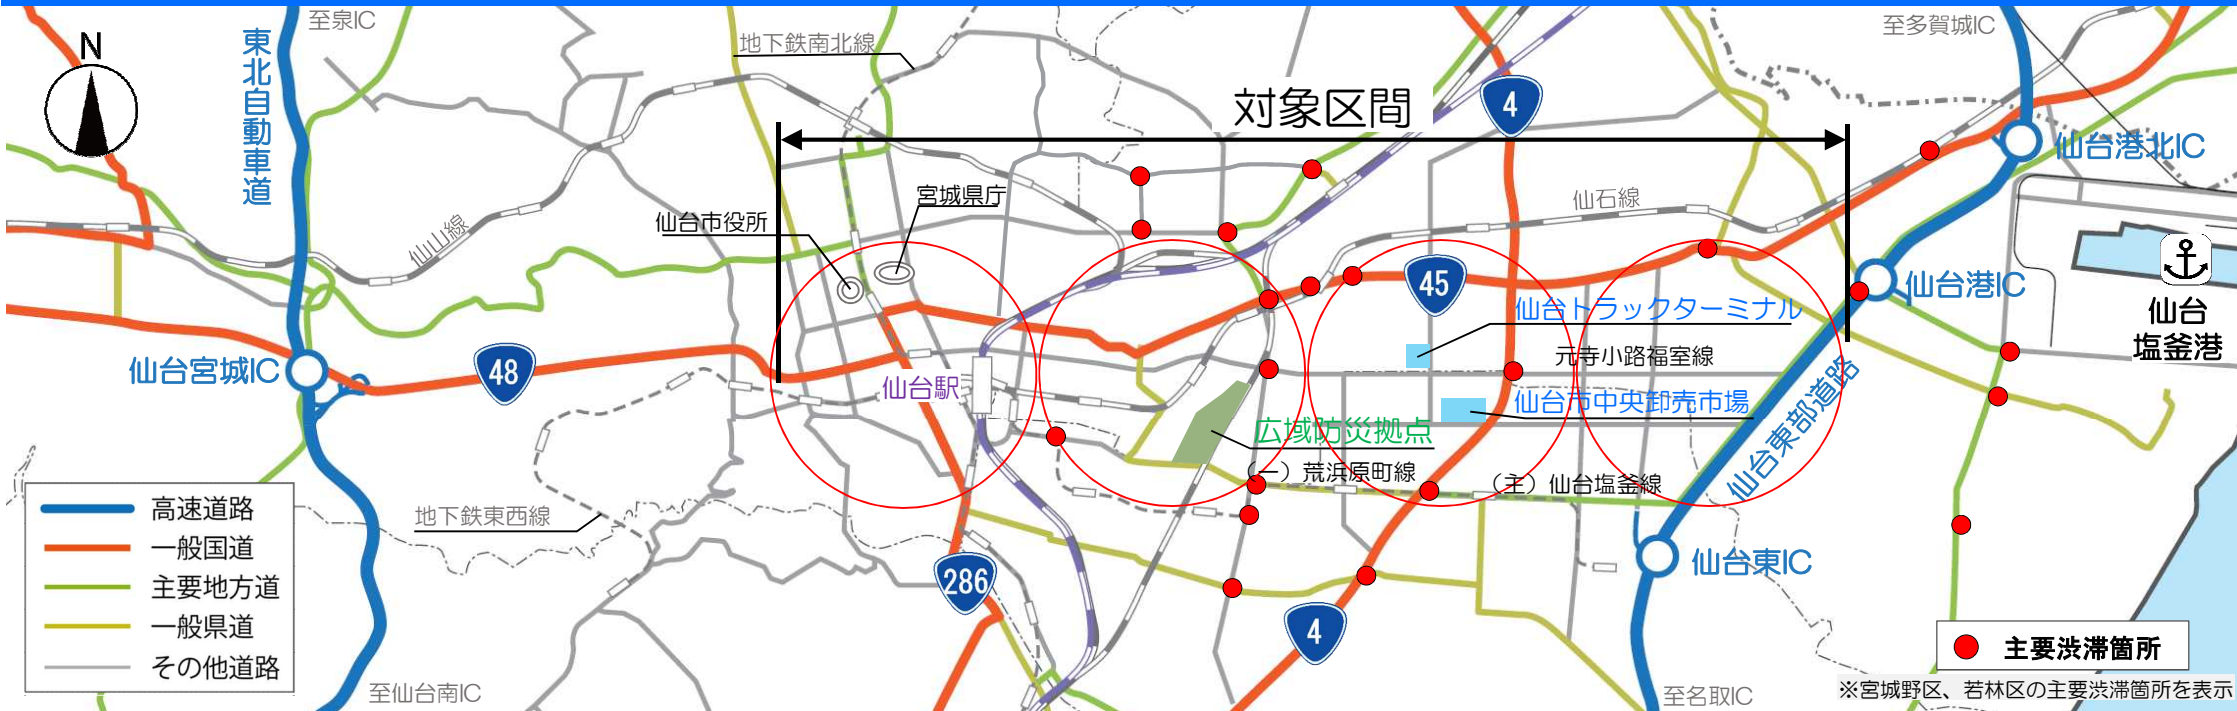 至泉IC
至多賀城IC
N
東北自動車道
地下鉄南北線
対象区間
4
仙台港北IC
宮城県庁
仙台市役所
仙石線
仙山線
45
仙台港IC
仙台トラックターミナル
仙台
塩釜港
元寺小路福室線
仙台宮城IC
48
仙台駅
仙台市中央卸売市場
広域防災拠点
仙台東部道路
(一)荒浜原町線
(主)仙台塩釜線
高速道路
一般国道
主要地方道
一般県道
その他道路
地下鉄東西線
286
仙台東IC
4
主要渋滞箇所
至仙台南IC
至名取IC
※宮城野区、若林区の主要渋滞箇所を表示